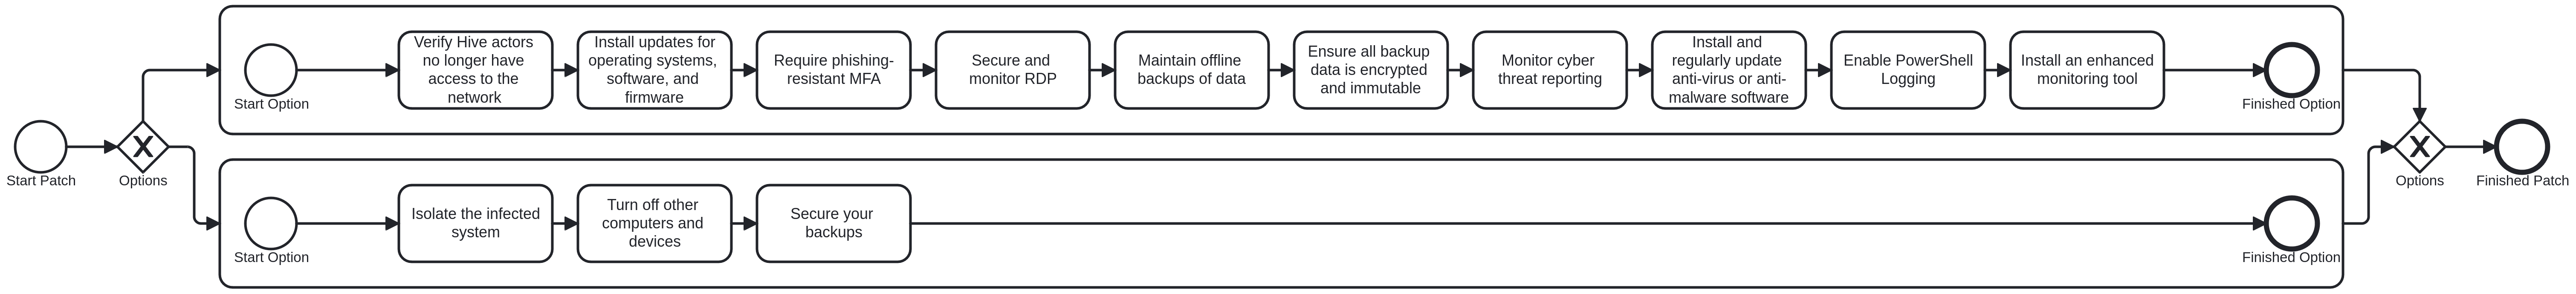 Verify Hive actors
no longer have
access to the
network
Install updates for
operating systems,
software, and
firmware
Require phishing-
resistant MFA
Secure and
monitor RDP
Maintain offline
backups of data
Ensure all backup
data is encrypted
and immutable
Monitor cyber
threat reporting
Install and
regularly update
anti-virus or anti-
malware software
Enable PowerShell
Logging
Install an enhanced
monitoring tool
Start Option
Finished Option
Start Patch
X
Options
Isolate the infected
system
Turn off other
computers and
devices
Secure your
backups
Start Option
Finished Option
X
Options
Finished Patch